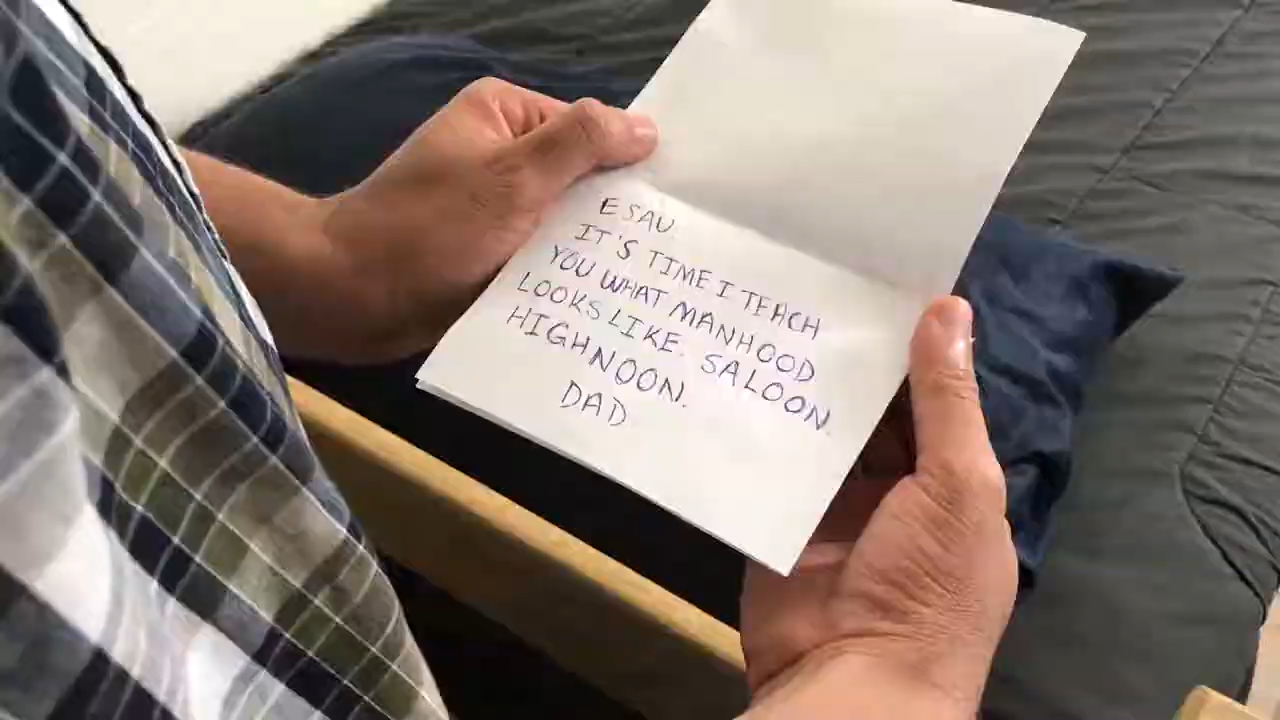 ESAU
IT'S TIME I TEACH
YOU WHAT MANHOOD
LOOKS LIKE. SALOON.
HIGHNOON.
DAD